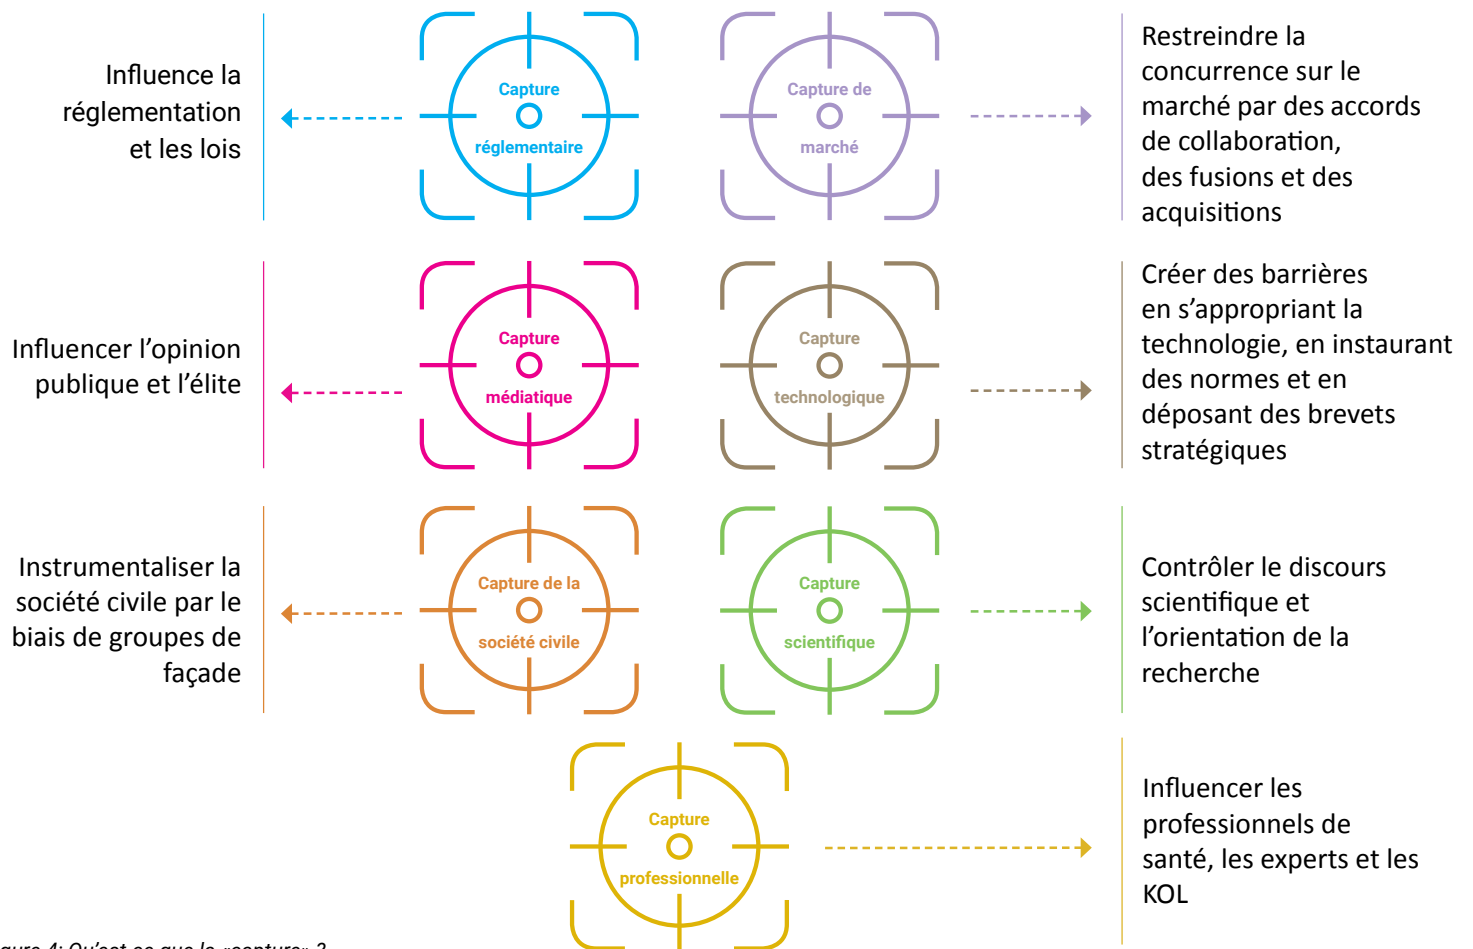 Influence la
réglementation
et les lois
Capture
réglementaire
Capture de
marché
Restreindre la
concurrence sur le
marché par des accords
de collaboration,
des fusions et des
acquisitions
Influencer l’opinion
publique et l’élite
Capture
médiatique
Capture
technologique
Créer des barrières
en s’appropriant la
technologie, en instaurant
des normes et en
déposant des brevets
stratégiques
Instrumentaliser la
société civile par le
biais de groupes de
façade
Capture de la
société civile
Capture
scientifique
Contrôler le discours
scientifique et
l’orientation de la
recherche
Capture
professionnelle
Influencer les
professionnels de
santé, les experts et les
KOL